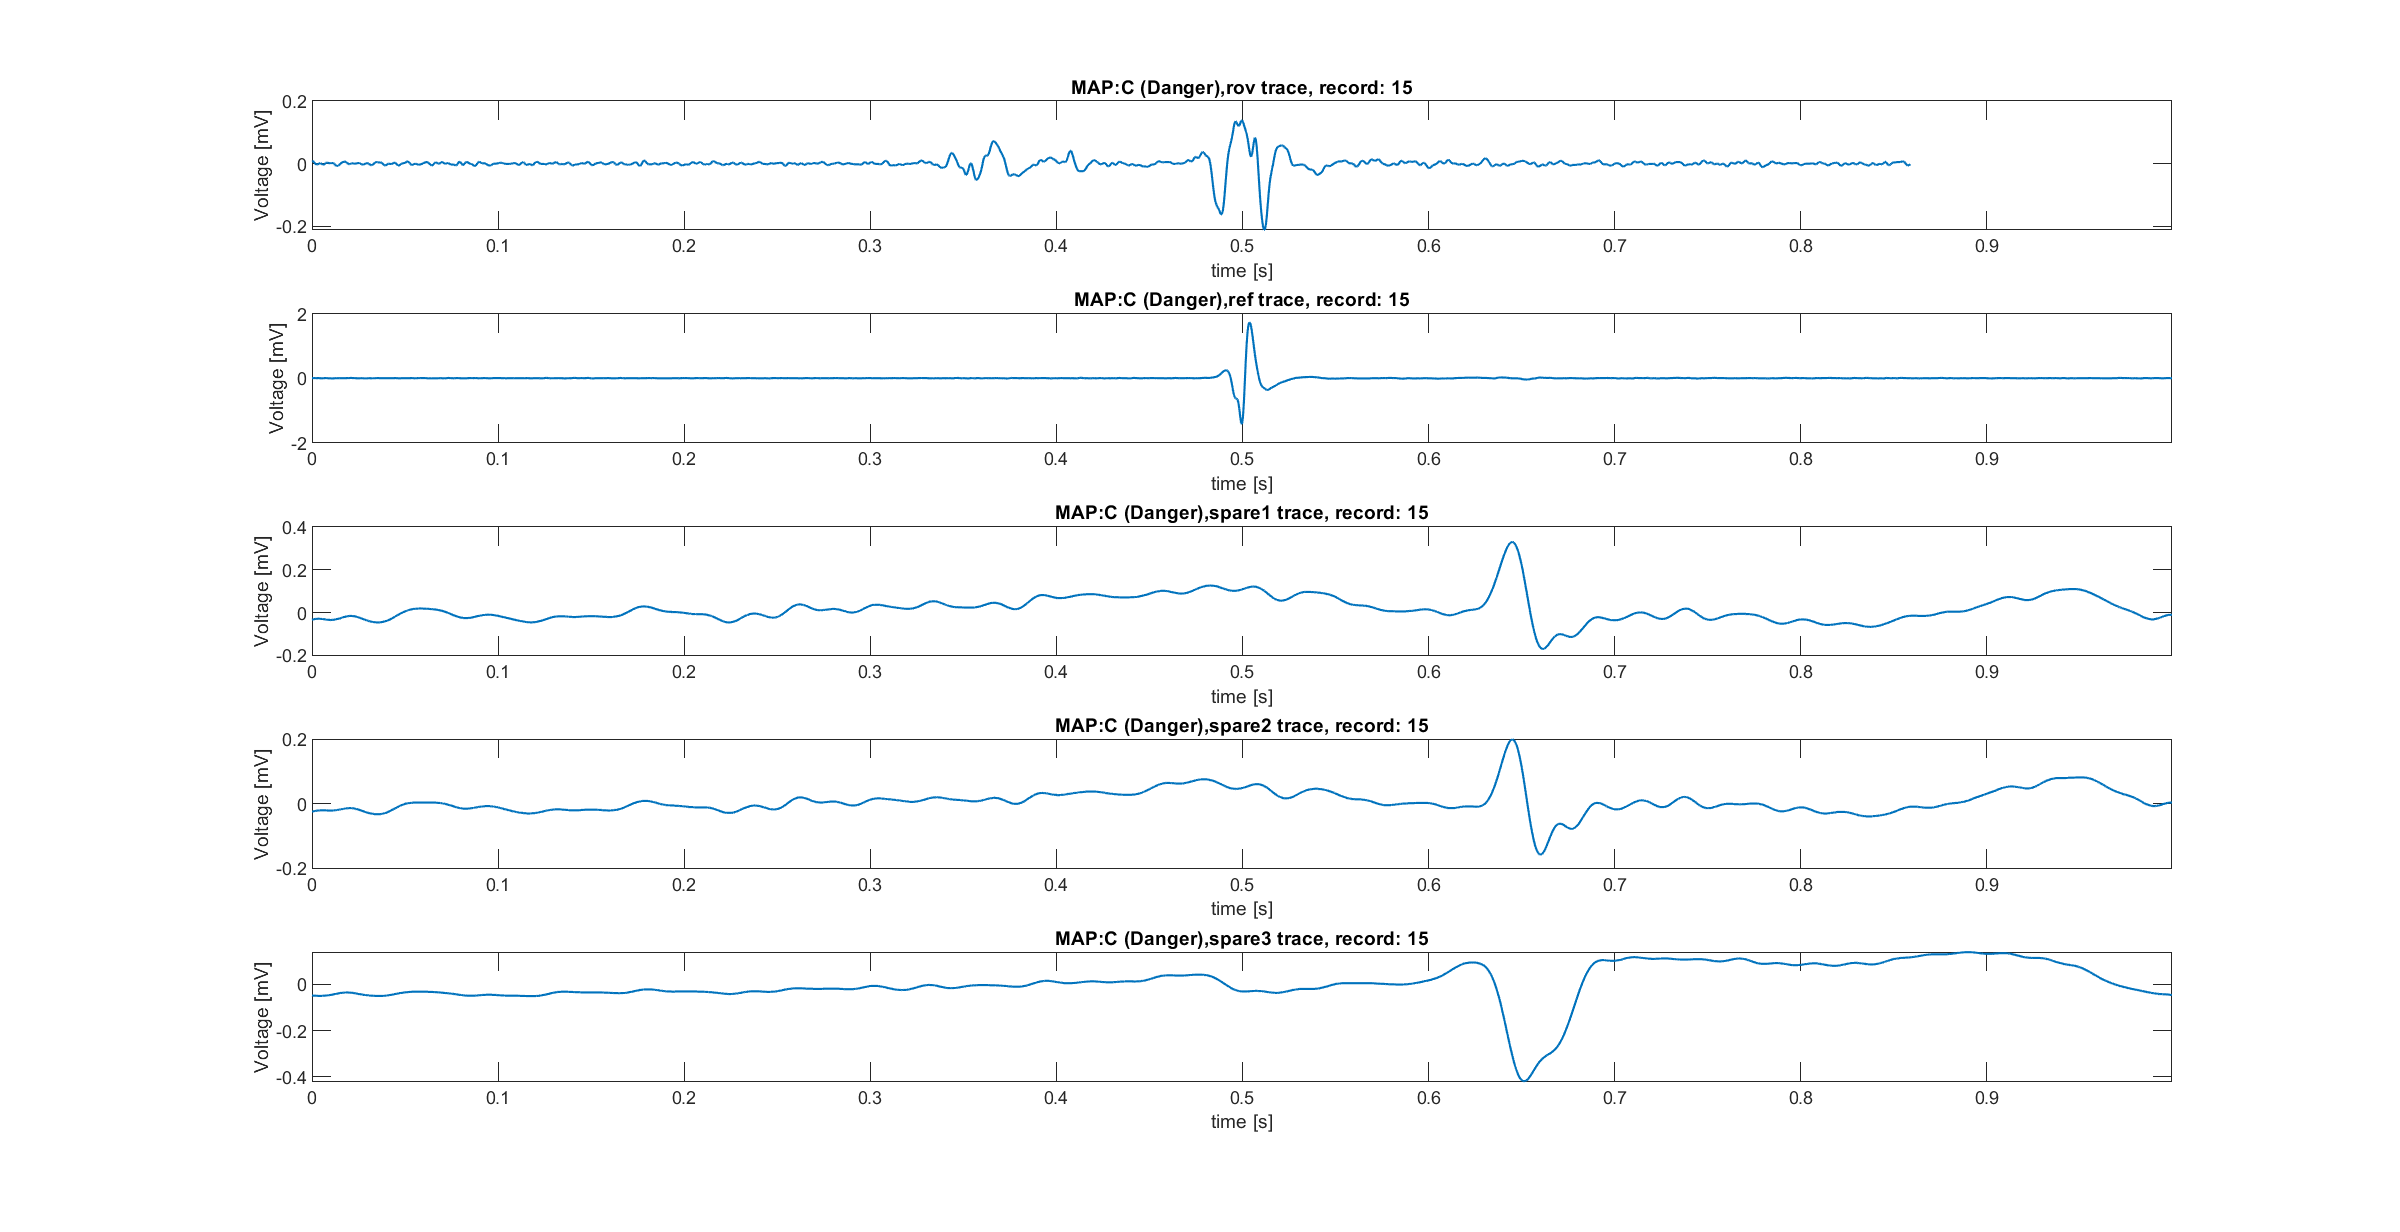 MAP:C (Danger),rov trace, record: 15
Voltage [mV]
0.2
0
-0.2
0 0.1 0.2 0.3 0.4 0.5 0.6 0.7 0.8 0.9
time [s]
MAP:C (Danger),ref trace, record: 15
Voltage [mV]
2
0
-2
0 0.1 0.2 0.3 0.4 0.5 0.6 0.7 0.8 0.9
time [s]
MAP:C (Danger),spare1 trace, record: 15
Voltage [mV]
0.4
0.2
0
-0.2
0 0.1 0.2 0.3 0.4 0.5 0.6 0.7 0.8 0.9
time [s]
MAP:C (Danger),spare2 trace, record: 15
Voltage [mV]
0.2
0
-0.2
0 0.1 0.2 0.3 0.4 0.5 0.6 0.7 0.8 0.9
time [s]
MAP:C (Danger),spare3 trace, record: 15
Voltage [mV]
0
-0.2
-0.4
0 0.1 0.2 0.3 0.4 0.5 0.6 0.7 0.8 0.9
time [s]